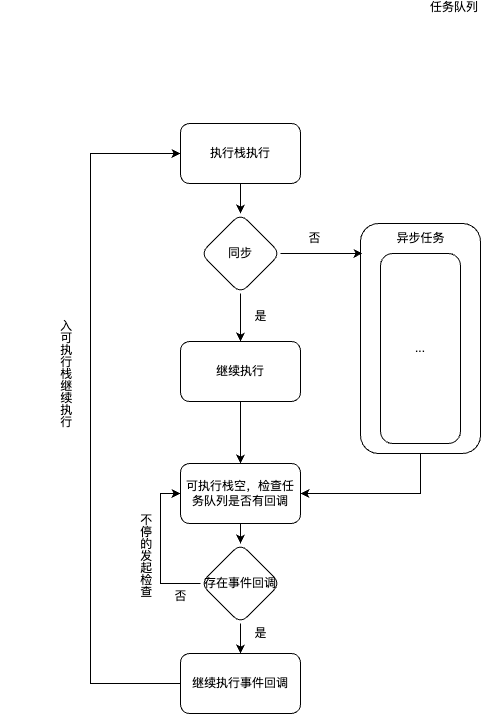 任务队列
执行栈执行
同步
否
异步任务
...
是
继续执行
入可执行栈继续执行
可执行栈空，检查任
务队列是否有回调
不停的发起检查
存在事件回调
否
是
继续执行事件回调